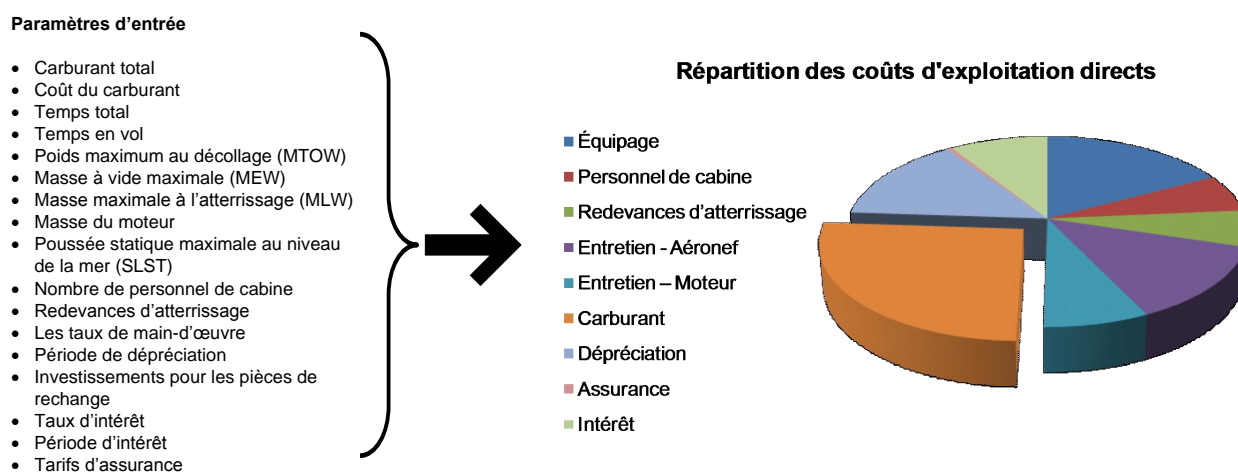 Paramètres d’entrée
• Carburant total
• Coût du carburant
• Temps total
• Temps en vol
• Poids maximum au décollage (MTOW)
• Masse à vide maximale (MEW)
• Masse maximale à l’atterrissage (MLW)
• Masse du moteur
• Poussée statique maximale au niveau
de la mer (SLST)
• Nombre de personnel de cabine
• Redevances d’atterrissage
• Les taux de main-d’œuvre
• Période de dépréciation
• Investissements pour les pièces de
rechange
• Taux d’intérêt
• Période d’intérêt
• Tarifs d’assurance
Répartition des coûts d'exploitation directs
Équipage
Personnel de cabine
Redevances d’atterrissage
Entretien - Aéronef
Entretien – Moteur
Carburant
Dépréciation
Assurance
Intérêt